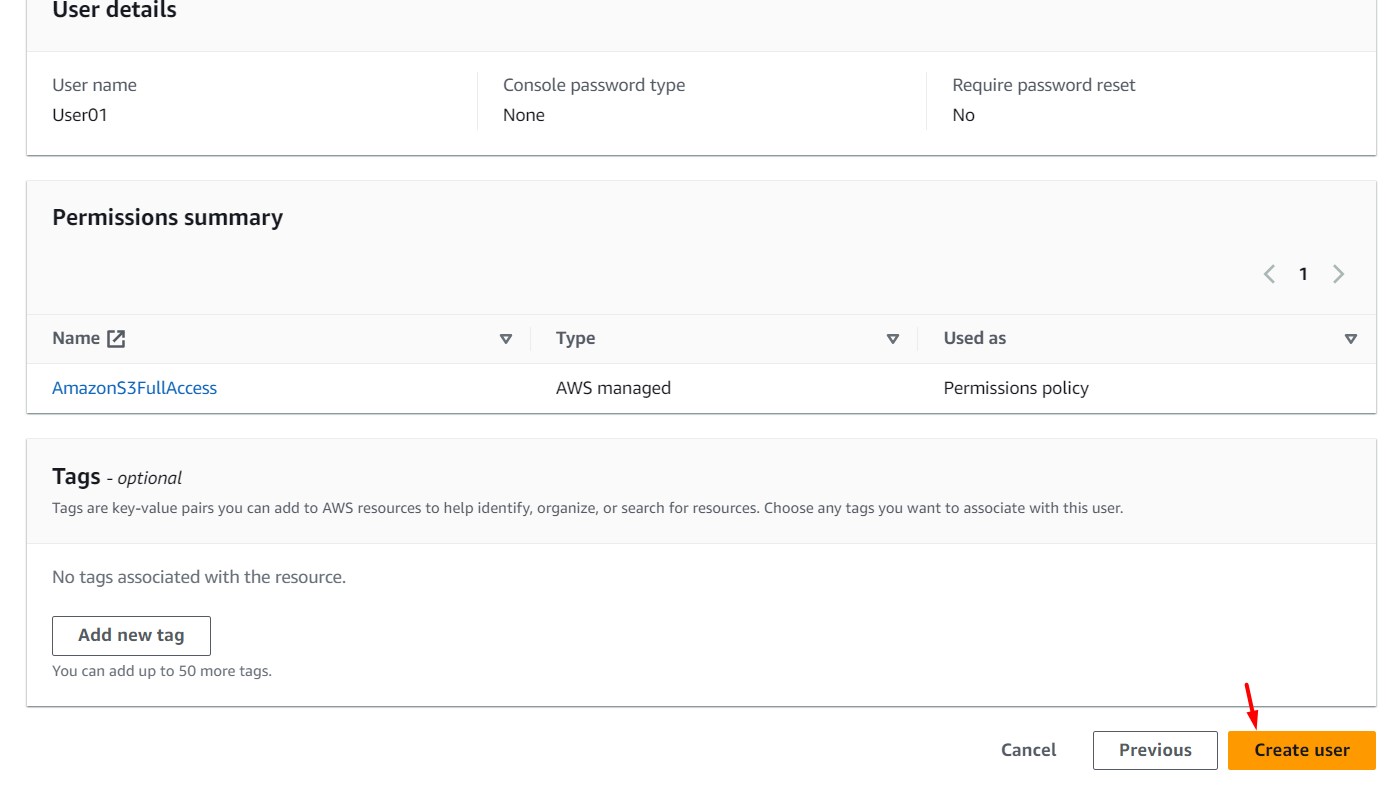 User details
User name
User01
Console password type
None
Require password reset
No
Permissions summary
1
Name
Type
Used as
AmazonS3FullAccess
AWS managed
Permissions policy
Tags - optional
Tags are key-value pairs you can add to AWS resources to help identify, organize, or search for resources. Choose any tags you want to associate with this user.
No tags associated with the resource.
Add new tag
You can add up to 50 more tags.
Cancel
Previous
Create user